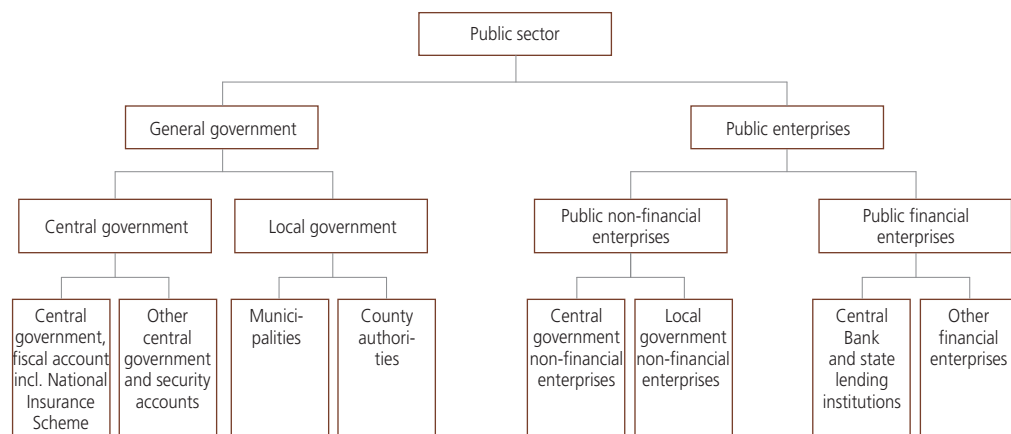 Public sector
General government
Public enterprises
Central government
Local government
Public non-financial
enterprises
Public financial
enterprises
Central
government,
fiscal account
incl. National
Insurance
Scheme
Other
central
government
and security
accounts
Munici-
palities
County
authori-
ties
Central
government
non-financial
enterprises
Local
government
non-financial
enterprises
Central
Bank
and state
lending
institutions
Other
financial
enterprises